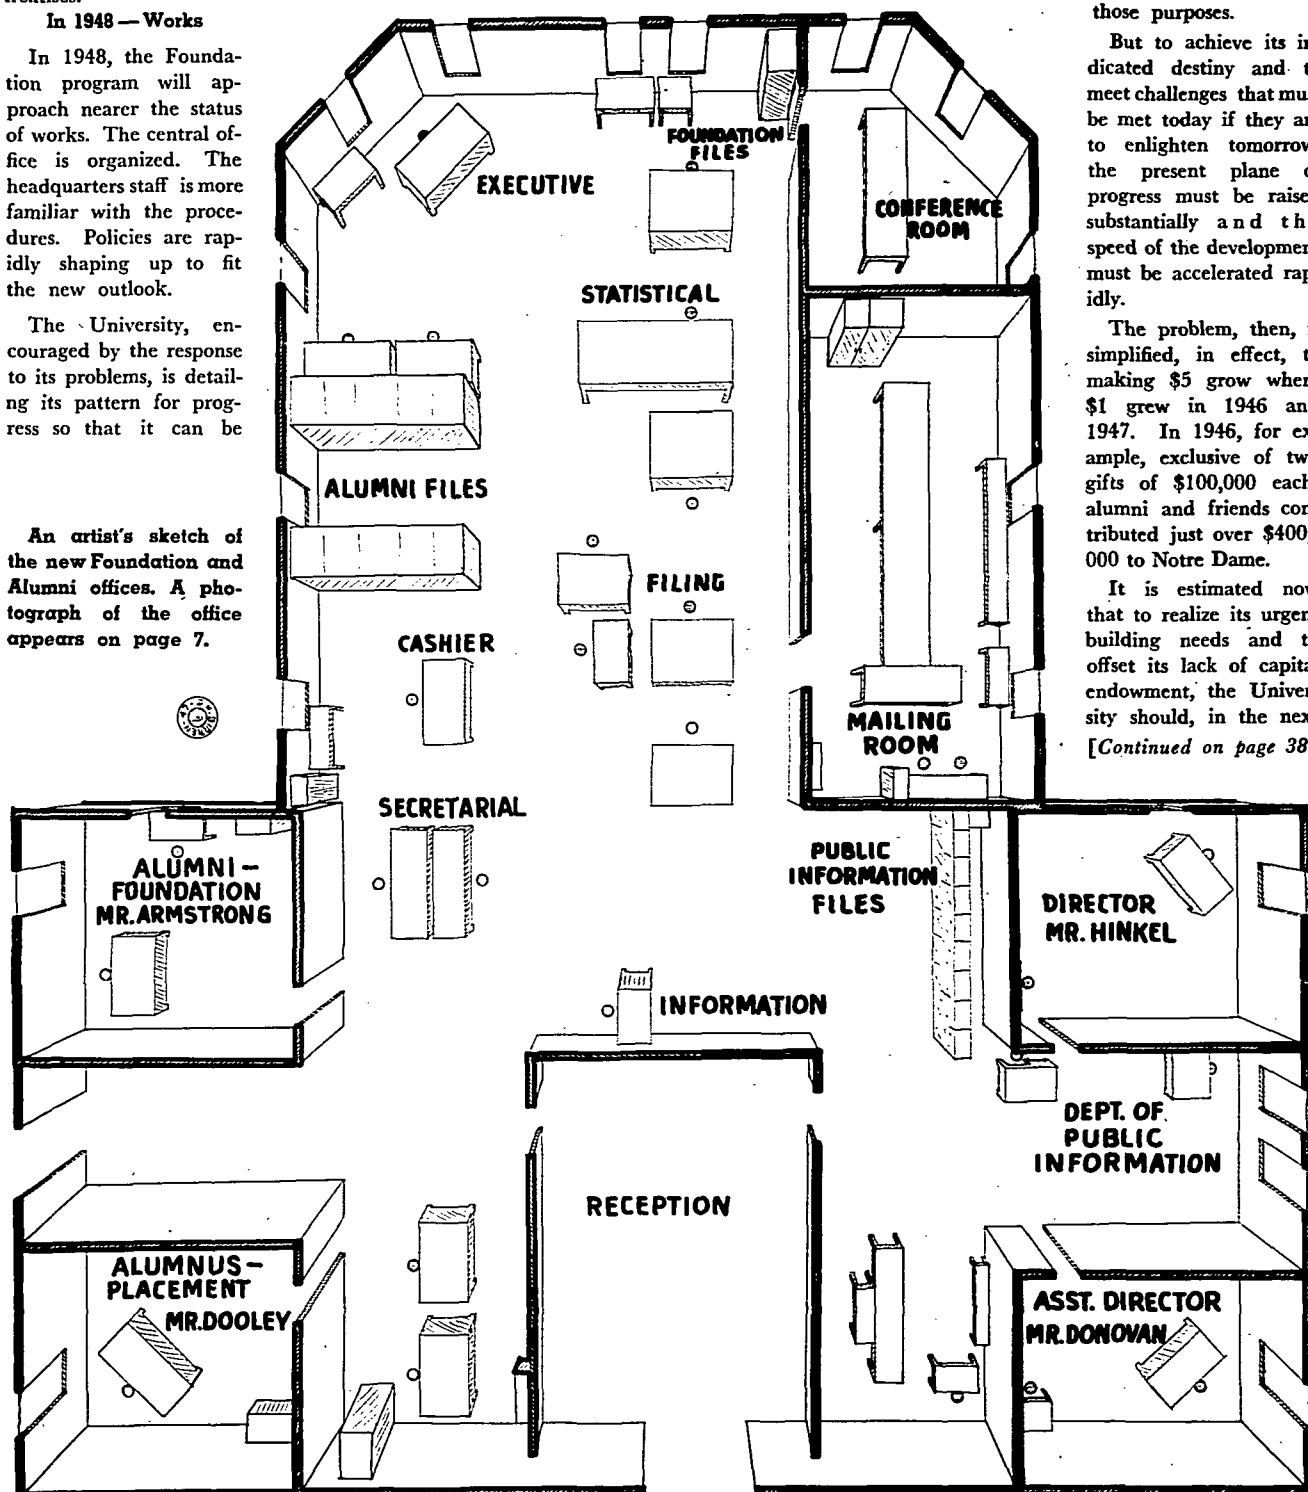 In 1948 — Works
In 1948, the Founda-
tion program will ap-
proach nearer the status
of works. The central of-
fice is organized. The
headquarters staff is more
familiar with the proce-
dures. Policies are rap-
idly shaping up to fit
the new outlook.
The University, en-
couraged by the response
to its problems, is detail-
ng its pattern for prog-
ress so that it can be
An artist's sketch of
the new Foundation and
Alumni offices. A pho-
tograph of the office
appears on page 7.
FOUNDATION
FILES
EXECUTIVE
CONFERENCE
ROOM
STATISTICAL
ALUMNI FILES
FILING
CASHIER
MAILING
ROOM
SECRETARIAL
ALUMNI –
FOUNDATION
MR. ARMSTRONG
PUBLIC
INFORMATION
FILES
DIRECTOR
MR. HINKEL
INFORMATION
DEPT. OF
PUBLIC
INFORMATION
RECEPTION
ALUMNUS –
PLACEMENT
MR. DOOLEY
ASST. DIRECTOR
MR. DONOVAN
those purposes.
But to achieve its in
dicated destiny and t
meet challenges that mu
be met today if they ar
to enlighten tomorrow
the present plane o
progress must be raise
substantially and th
speed of the developmen
must be accelerated rap
idly.
The problem, then, i
simplified, in effect, t
making $5 grow wher
$1 grew in 1946 an
1947. In 1946, for ex
ample, exclusive of tw
gifts of $100,000 each
alumni and friends con
tributed just over $400,
000 to Notre Dame.
It is estimated now
that to realize its urgen
building needs and t
offset its lack of capita
endowment, the Univer
sity should, in the nex
[Continued on page 38